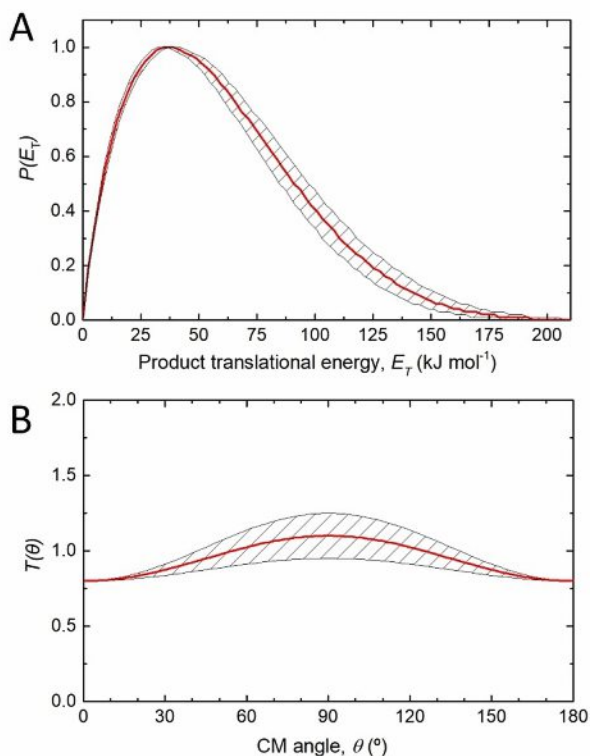 A
1.0
0.8
0.6
0.4
0.2
0.0
P(E_T)
0 25 50 75 100 125 150 175 200
Product translational energy, E_T (kJ mol⁻¹)
B
2.0
1.5
1.0
0.5
0.0
T(θ)
0 30 60 90 120 150 180
CM angle, θ (º)